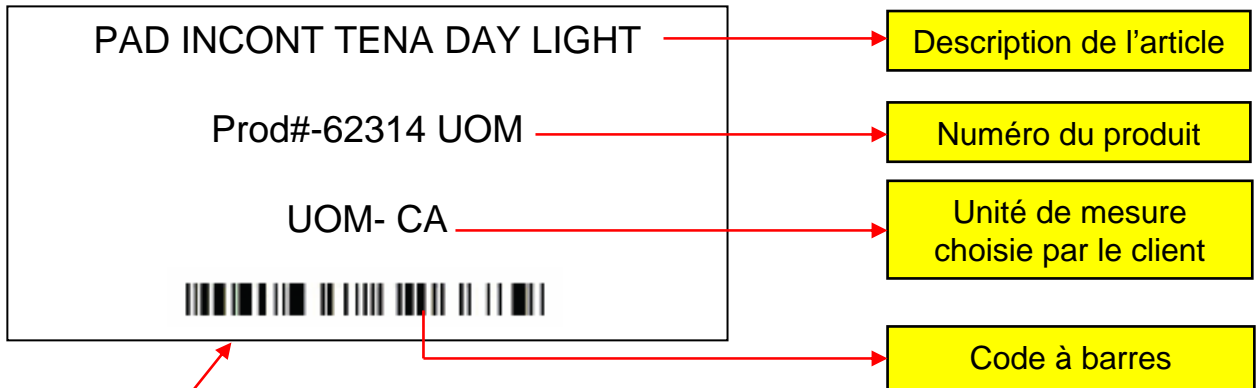 PAD INCONT TENA DAY LIGHT
Description de l’article
Prod#-62314 UOM
Numéro du produit
UOM- CA
Unité de mesure
choisie par le client
Code à barres